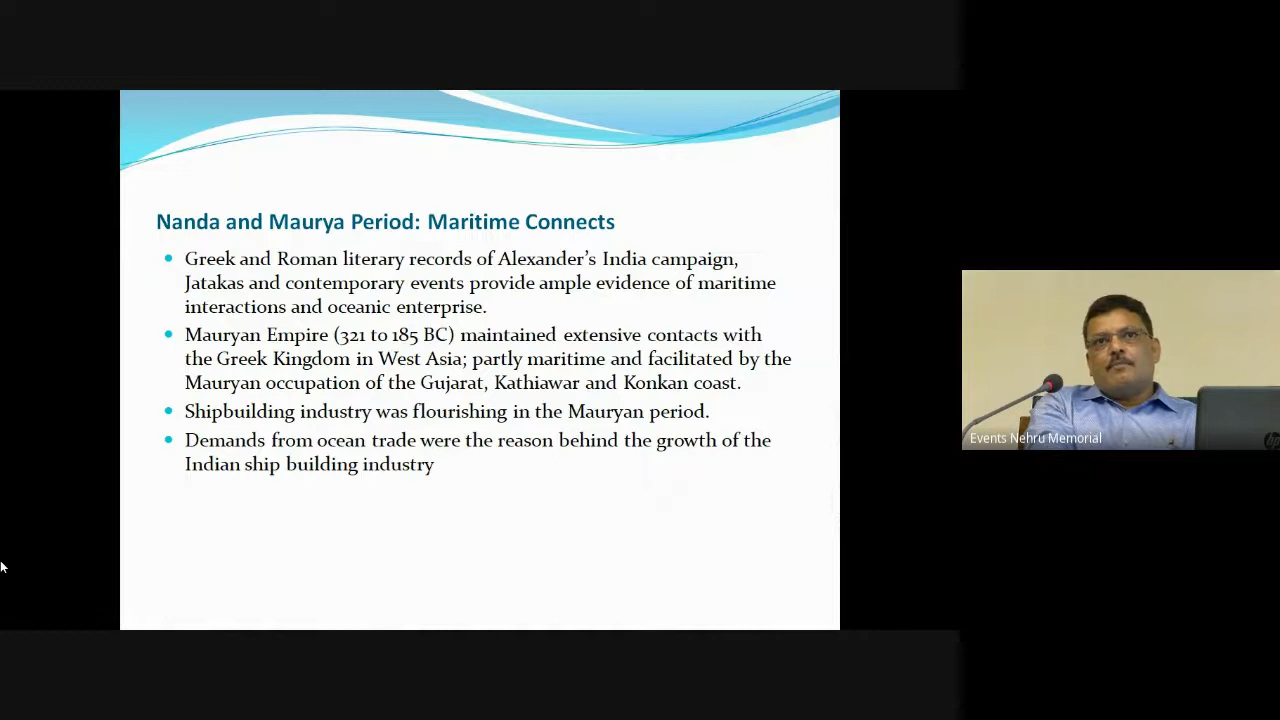 Nanda and Maurya Period: Maritime Connects
Greek and Roman literary records of Alexander's India campaign,
Jatakas and contemporary events provide ample evidence of maritime
interactions and oceanic enterprise.
Mauryan Empire (321 to 185 BC) maintained extensive contacts with
the Greek Kingdom in West Asia; partly maritime and facilitated by the
Mauryan occupation of the Gujarat, Kathiawar and Konkan coast.
Shipbuilding industry was flourishing in the Mauryan period.
Demands from ocean trade were the reason behind the growth of the
Indian ship building industry
Events Nehru Memorial
hp